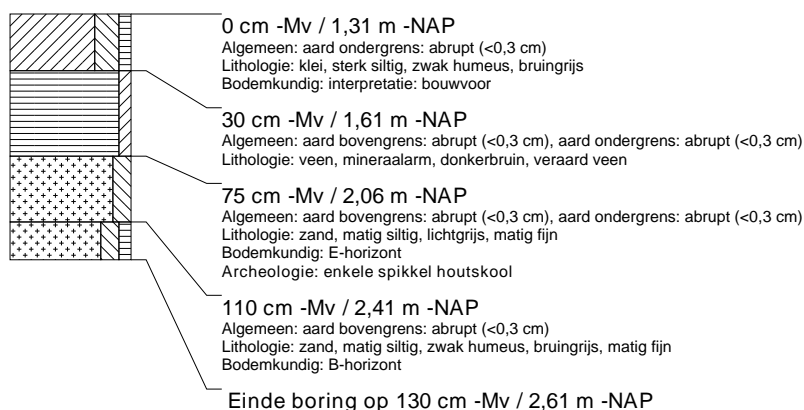 0 cm -Mv / 1,31 m -NAP
Algemeen: aard ondergrens: abrupt (<0,3 cm)
Lithologie: klei, sterk siltig, zwak humeus, bruingrijs
Bodemkundig: interpretatie: bouwvoor
30 cm -Mv / 1,61 m -NAP
Algemeen: aard bovengrens: abrupt (<0,3 cm), aard ondergrens: abrupt (<0,3 cm)
Lithologie: veen, mineraalarm, donkerbruin, veraard veen
75 cm -Mv / 2,06 m -NAP
Algemeen: aard bovengrens: abrupt (<0,3 cm), aard ondergrens: abrupt (<0,3 cm)
Lithologie: zand, matig siltig, lichtgrijs, matig fijn
Bodemkundig: E-horizont
Archeologie: enkele spikkel houtskool
110 cm -Mv / 2,41 m -NAP
Algemeen: aard bovengrens: abrupt (<0,3 cm)
Lithologie: zand, matig siltig, zwak humeus, bruingrijs, matig fijn
Bodemkundig: B-horizont
Einde boring op 130 cm -Mv / 2,61 m -NAP